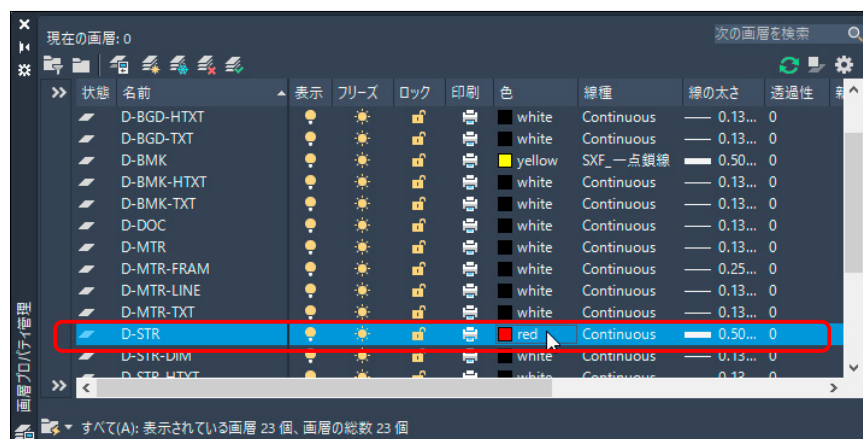 現在の画層: 0
次の画層を検索
状態 名前 表示 フリーズ ロック 印刷 色 線種 線の太さ 透過性 新
D-BGD-HTXT white Continuous 0.13... 0
D-BGD-TXT white Continuous 0.13... 0
D-BMK yellow SXF_一点鎖線 0.50... 0
D-BMK-HTXT white Continuous 0.13... 0
D-BMK-TXT white Continuous 0.13... 0
D-DOC white Continuous 0.13... 0
D-MTR white Continuous 0.13... 0
D-MTR-FRAM white Continuous 0.25... 0
D-MTR-LINE white Continuous 0.13... 0
D-MTR-TXT white Continuous 0.13... 0
D-STR red Continuous 0.50... 0
D-STR-DIM white Continuous 0.13... 0
D-STR-HTXT white Continuous 0.13... 0
画層プロパティ管理
すべて(A): 表示されている画層 23 個、画層の総数 23 個